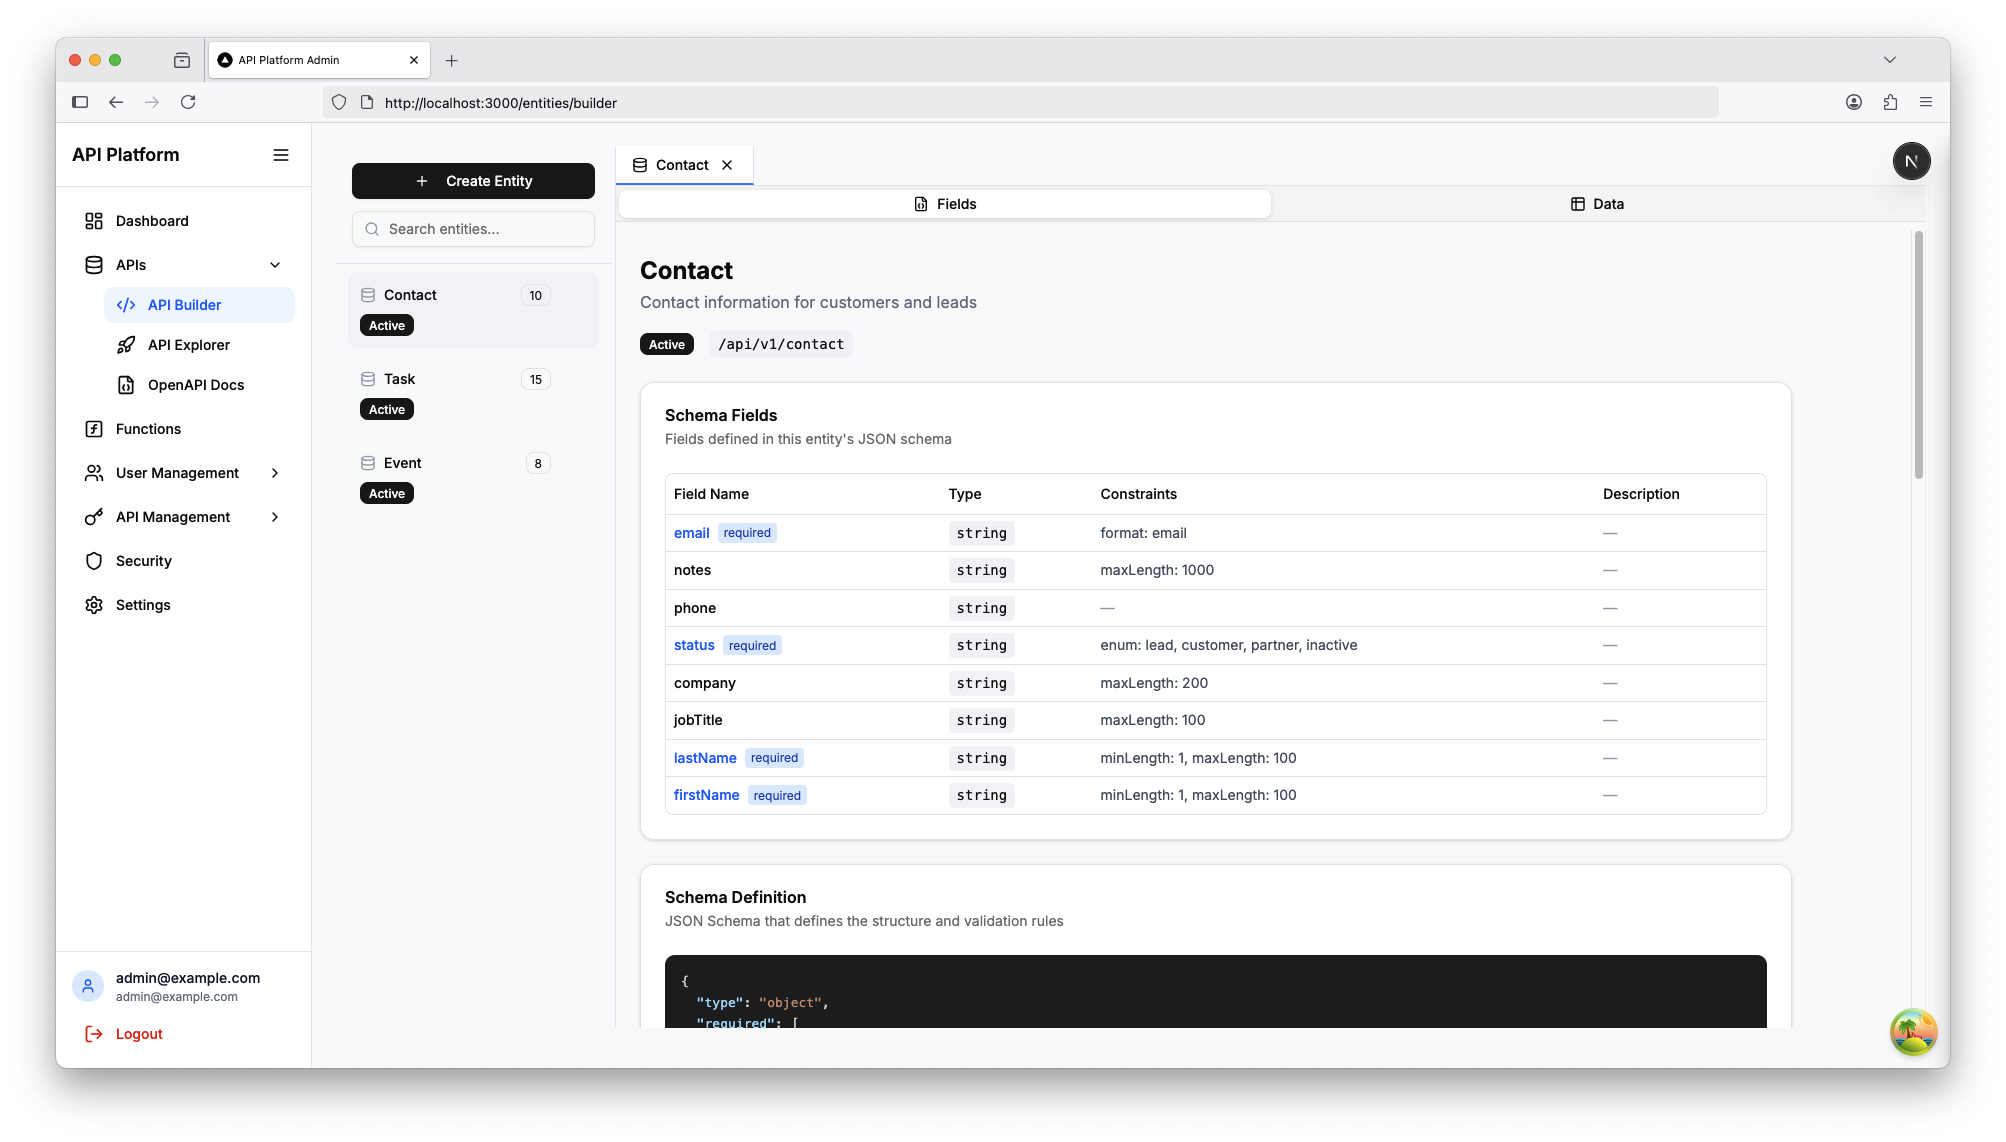 API Platform Admin
http://localhost:3000/entities/builder
API Platform
Dashboard
APIs
API Builder
API Explorer
OpenAPI Docs
Functions
User Management
API Management
Security
Settings
admin@example.com
admin@example.com
Logout
+ Create Entity
Search entities...
Contact 10
Active
Task 15
Active
Event 8
Active
Contact
Fields
Data
N
Contact
Contact information for customers and leads
Active /api/v1/contact
Schema Fields
Fields defined in this entity's JSON schema
Field Name Type Constraints Description
email required string format: email —
notes string maxLength: 1000 —
phone string — —
status required string enum: lead, customer, partner, inactive —
company string maxLength: 200 —
jobTitle string maxLength: 100 —
lastName required string minLength: 1, maxLength: 100 —
firstName required string minLength: 1, maxLength: 100 —
Schema Definition
JSON Schema that defines the structure and validation rules
{
"type": "object",
"required": [